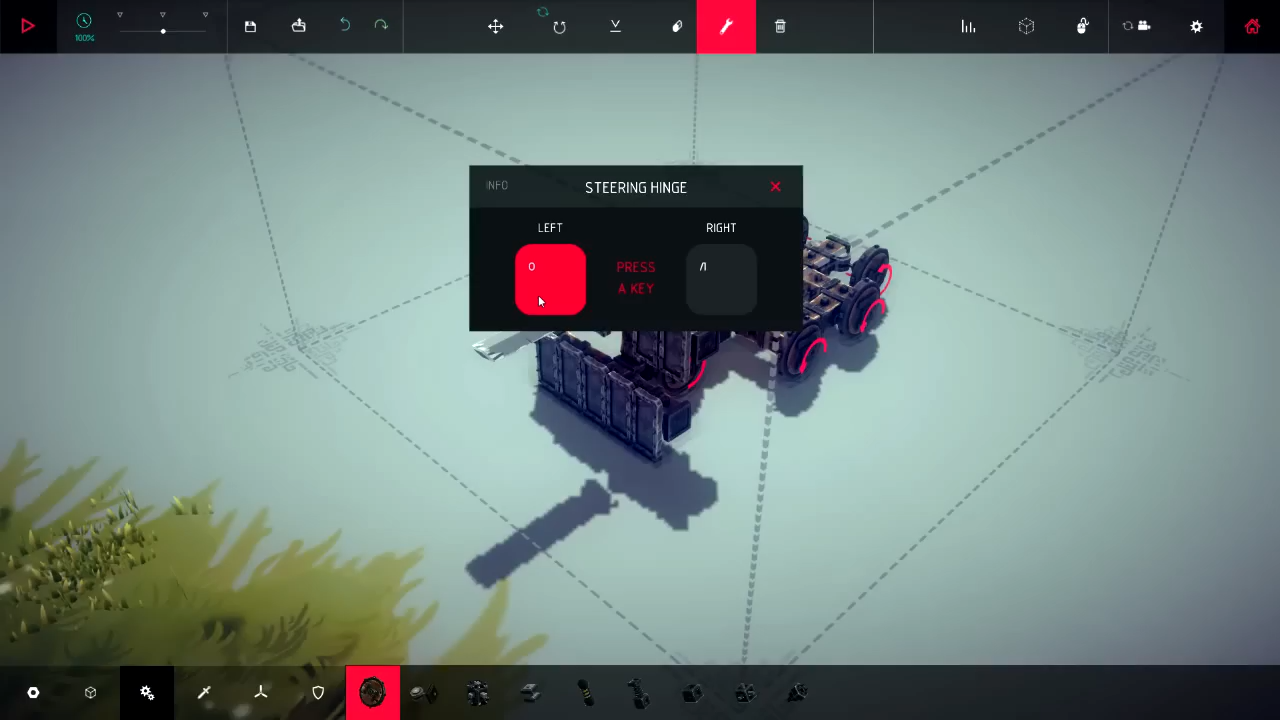 100%
INFO
STEERING HINGE
LEFT
RIGHT
O
PRESS
A KEY